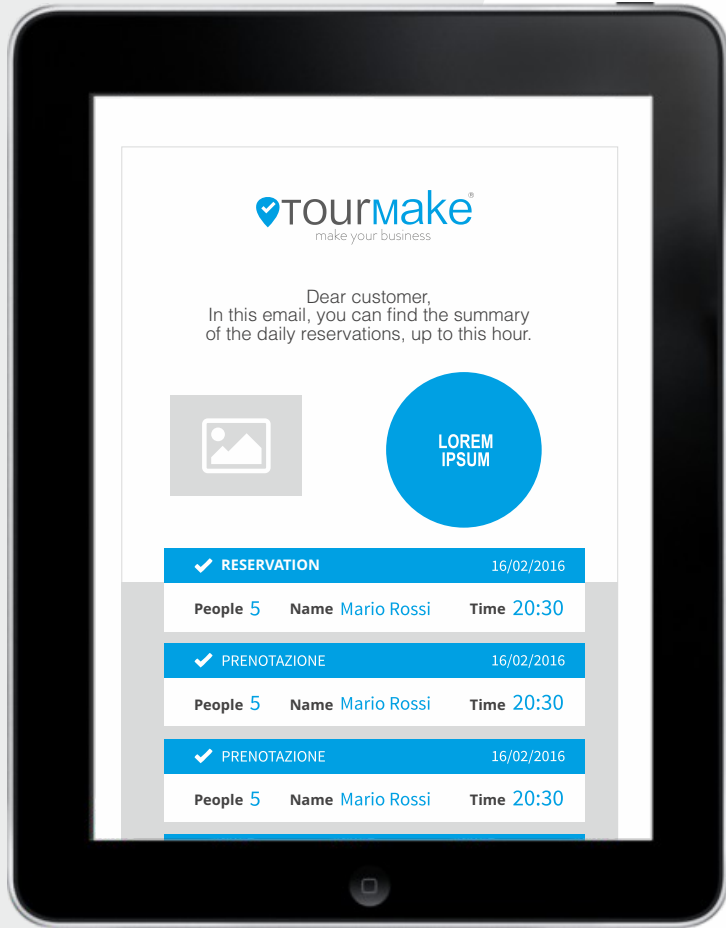 TOURMake®
make your business
Dear customer,
In this email, you can find the summary
of the daily reservations, up to this hour.
LOREM
IPSUM
RESERVATION 16/02/2016
People 5 Name Mario Rossi Time 20:30
PRENOTAZIONE 16/02/2016
People 5 Name Mario Rossi Time 20:30
PRENOTAZIONE 16/02/2016
People 5 Name Mario Rossi Time 20:30